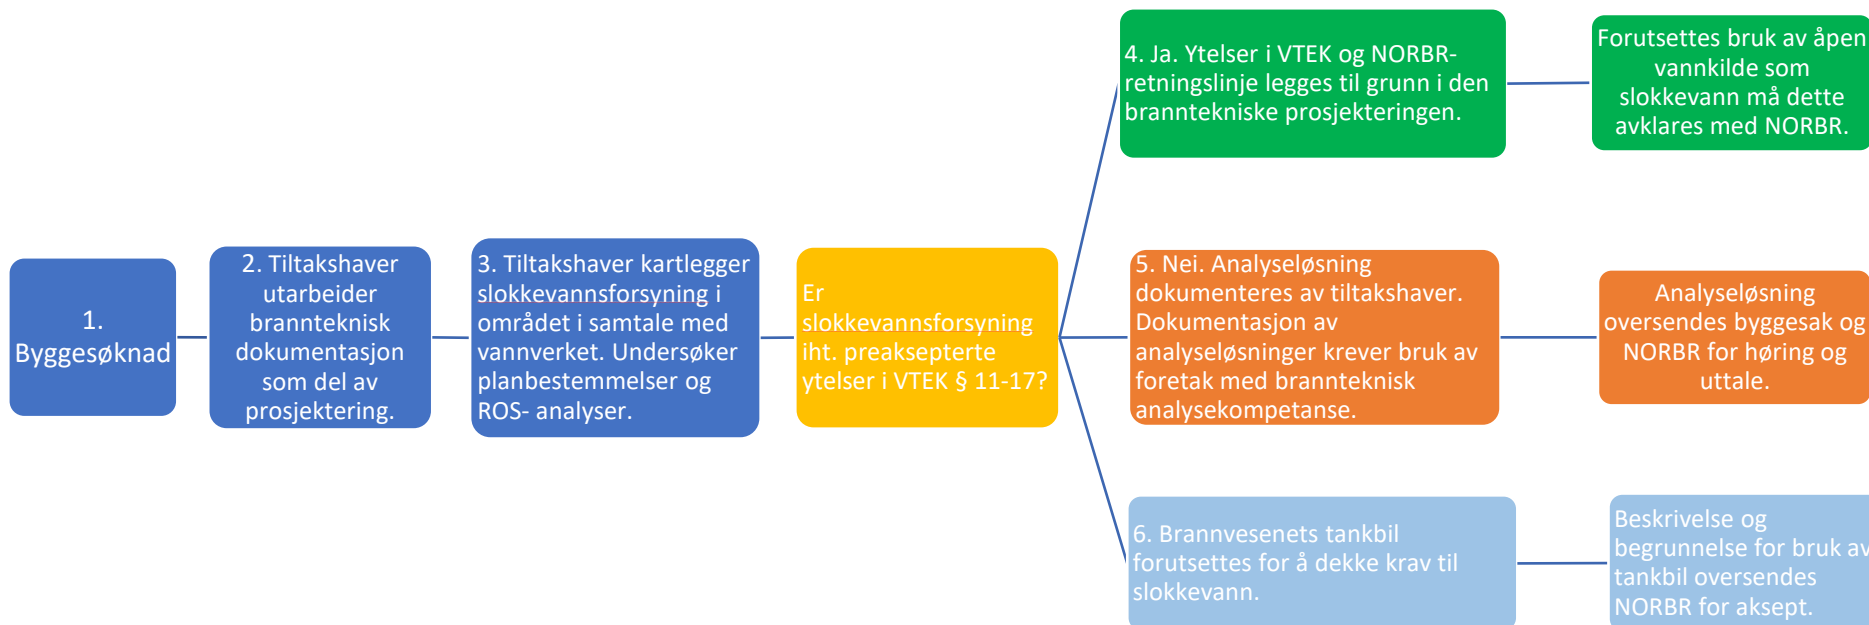 1.
Byggesøknad
2. Tiltakshaver
utarbeider
brannteknisk
dokumentasjon
som del av
prosjektering.
3. Tiltakshaver kartlegger
slokkevannsforsyning i
området i samtale med
vannverket. Undersøker
planbestemmelser og
ROS- analyser.
Er
slokkevannsforsyning
iht. preaksepterte
ytelser i VTEK § 11-17?
4. Ja. Ytelser i VTEK og NORBR-
retningslinje legges til grunn i den
branntekniske prosjekteringen.
Forutsettes bruk av åpen
vannkilde som
slokkevann må dette
avklares med NORBR.
5. Nei. Analyseløsning
dokumenteres av tiltakshaver.
Dokumentasjon av
analyseløsninger krever bruk av
foretak med brannteknisk
analysekompetanse.
Analyseløsning
oversendes byggesak og
NORBR for høring og
uttale.
6. Brannvesenets tankbil
forutsettes for å dekke krav til
slokkevann.
Beskrivelse og
begrunnelse for bruk av
tankbil oversendes
NORBR for aksept.